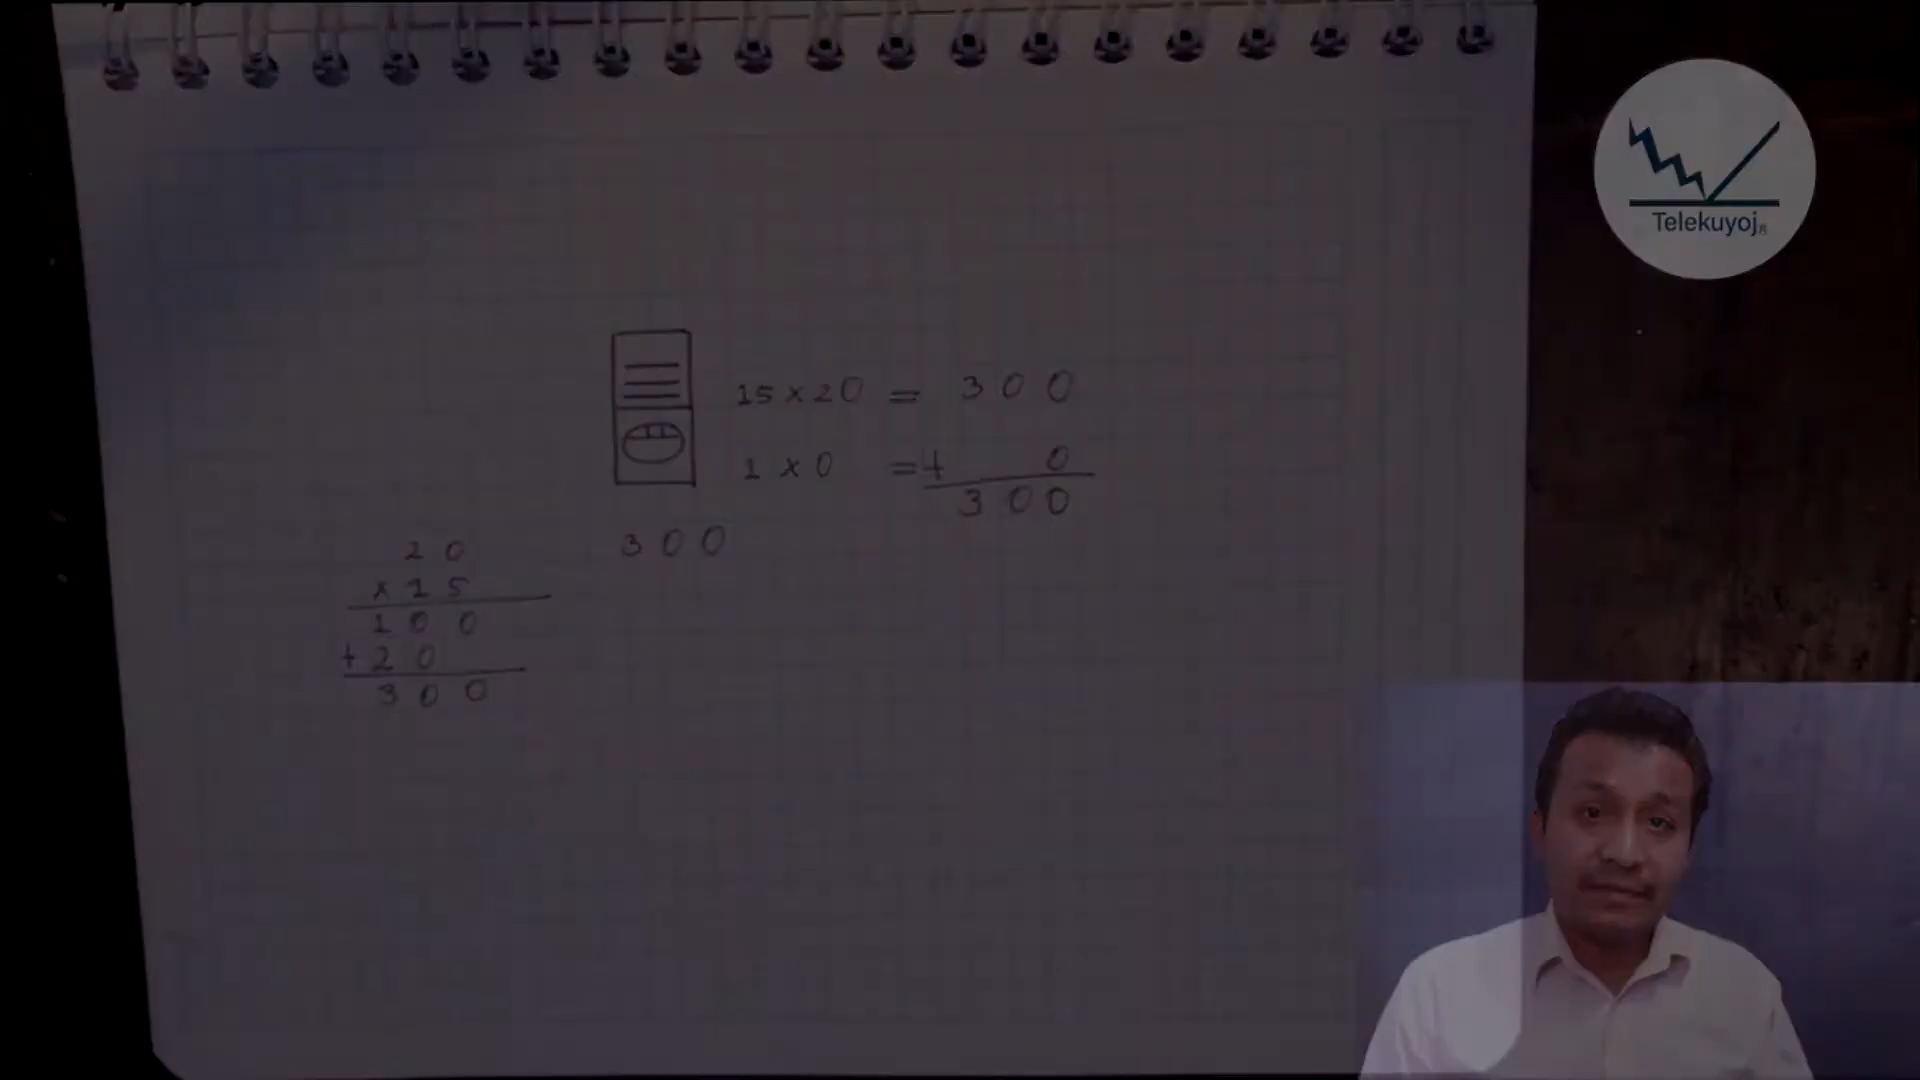 Telekuyoj
15 x 20 = 300
1 x 0 = + 0
300
300
20
x 15
100
+ 20
300